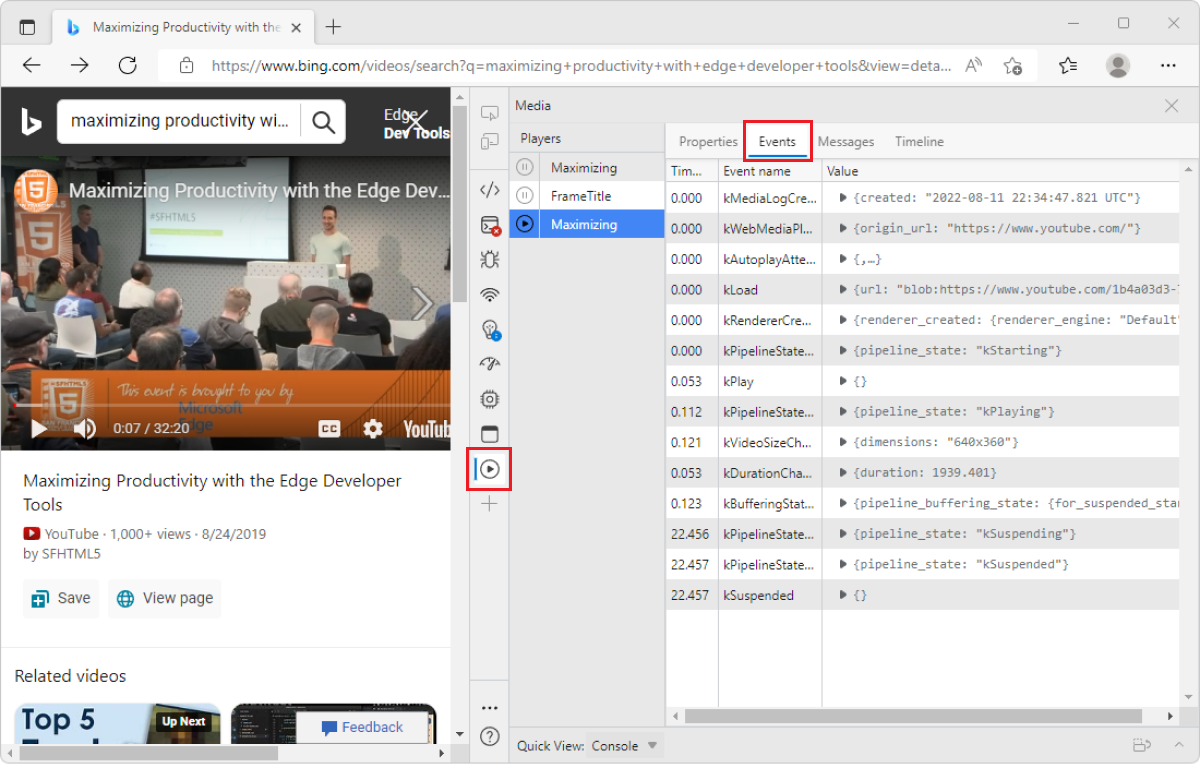 Maximizing Productivity with the
https://www.bing.com/videos/search?q=maximizing+productivity+with+edge+developer+tools&view=deta...
maximizing productivity wi...
Edge
Dev Tools
Maximizing Productivity with the Edge Dev...
#SFHTML5
5
This event is brought to you by
Microsoft
Edge
5
0:07 / 32:20
CC
YouTub
Maximizing Productivity with the Edge Developer
Tools
YouTube · 1,000+ views · 8/24/2019
by SFHTML5
Save
View page
Related videos
Top 5
Up Next
Feedback
Media
Players
Maximizing
FrameTitle
Maximizing
Properties Events Messages Timeline
Tim... Event name Value
0.000 kMediaLogCre... {created: "2022-08-11 22:34:47.821 UTC"}
0.000 kWebMediaPl... {origin_url: "https://www.youtube.com/"}
0.000 kAutoplayAtte... {,…}
0.000 kLoad {url: "blob:https://www.youtube.com/1b4a03d3-
0.000 kRendererCre... {renderer_created: {renderer_engine: "Default"
0.000 kPipelineState... {pipeline_state: "kStarting"}
0.053 kPlay {}
0.112 kPipelineState... {pipeline_state: "kPlaying"}
0.121 kVideoSizeCh... {dimensions: "640x360"}
0.053 kDurationCha... {duration: 1939.401}
0.123 kBufferingStat... {pipeline_buffering_state: {for_suspended_sta
22.456 kPipelineState... {pipeline_state: "kSuspending"}
22.457 kPipelineState... {pipeline_state: "kSuspended"}
22.457 kSuspended {}
Quick View: Console